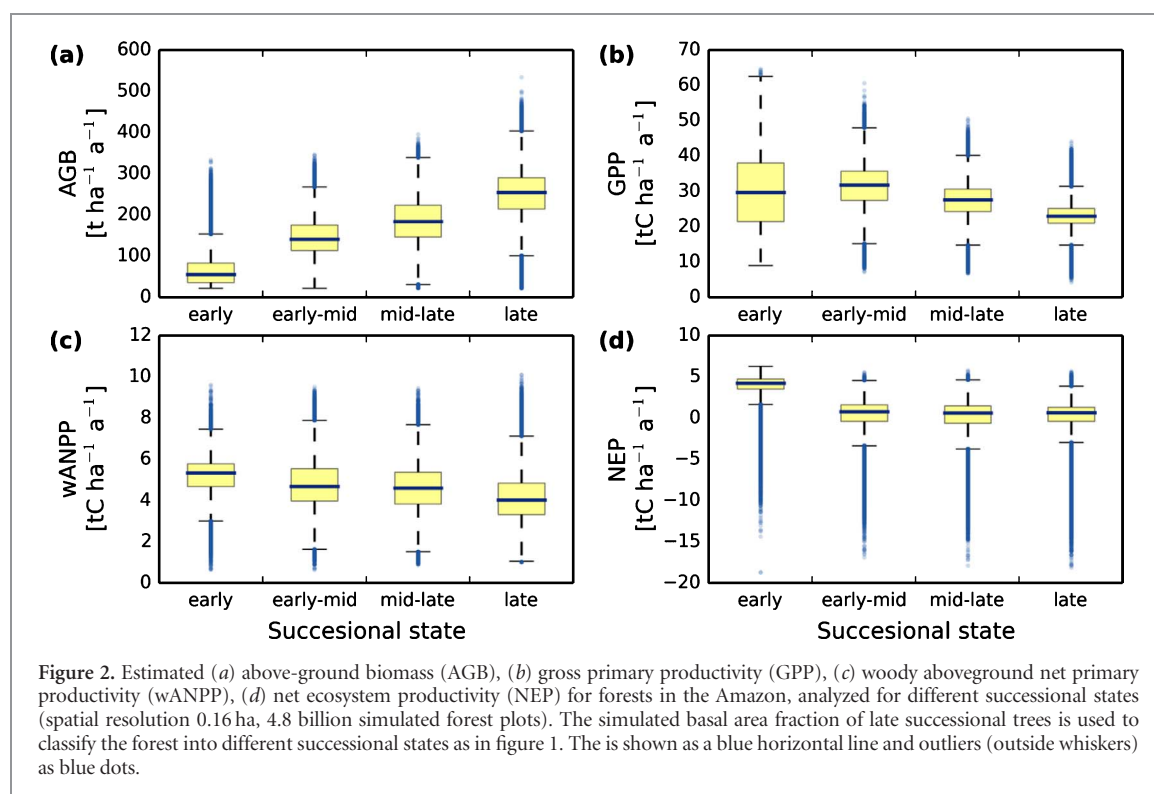 (a)
600
500
400
300
200
100
0
AGB
[t ha⁻¹ a⁻¹]
early
early-mid
mid-late
late
(b)
70
60
50
40
30
20
10
0
GPP
[tC ha⁻¹ a⁻¹]
early
early-mid
mid-late
late
(c)
12
10
8
6
4
2
0
wANPP
[tC ha⁻¹ a⁻¹]
early
early-mid
mid-late
late
Succesional state
(d)
10
5
0
−5
−10
−15
−20
NEP
[tC ha⁻¹ a⁻¹]
early
early-mid
mid-late
late
Succesional state
Figure 2. Estimated (a) above-ground biomass (AGB), (b) gross primary productivity (GPP), (c) woody aboveground net primary
productivity (wANPP), (d) net ecosystem productivity (NEP) for forests in the Amazon, analyzed for different successional states
(spatial resolution 0.16 ha, 4.8 billion simulated forest plots). The simulated basal area fraction of late successional trees is used to
classify the forest into different successional states as in figure 1. The is shown as a blue horizontal line and outliers (outside whiskers)
as blue dots.